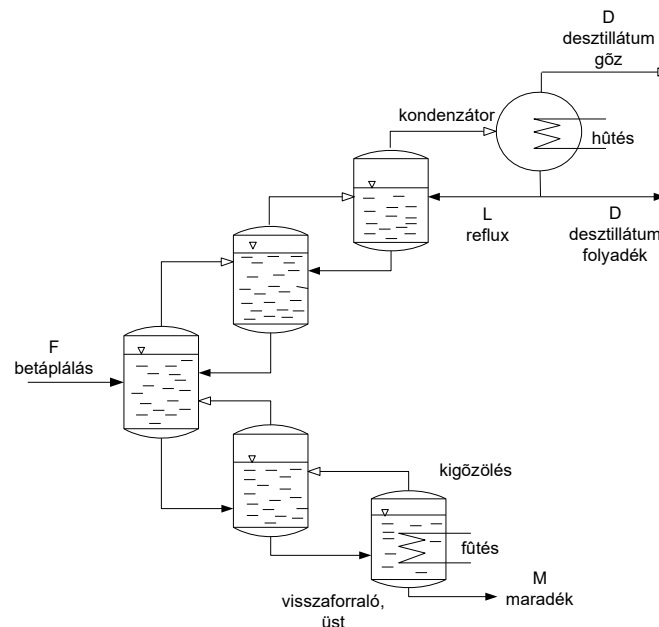 D
desztillátum
gõz
kondenzátor
hûtés
L
reflux
D
desztillátum
folyadék
F
betáplálás
kigõzölés
fûtés
M
maradék
visszaforraló,
üst